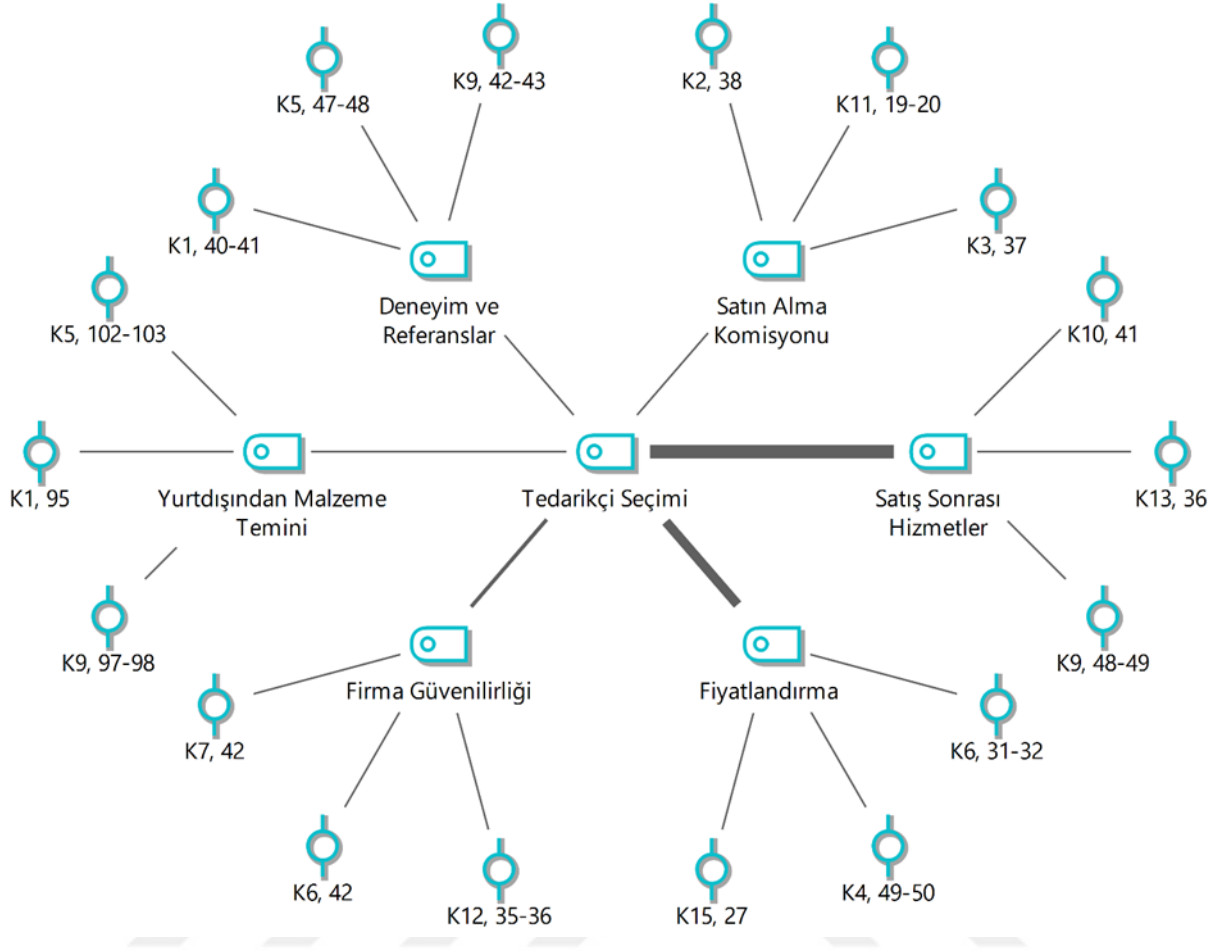 K9, 42-43
K2, 38
K5, 47-48
K11, 19-20
K1, 40-41
K3, 37
Deneyim ve
Referanslar
Satın Alma
Komisyonu
K5, 102-103
K10, 41
K1, 95
Yurtdışından Malzeme
Temini
Tedarikçi Seçimi
Satış Sonrası
Hizmetler
K13, 36
K9, 97-98
K9, 48-49
Firma Güvenilirliği
Fiyatlandırma
K7, 42
K6, 31-32
K6, 42
K12, 35-36
K15, 27
K4, 49-50